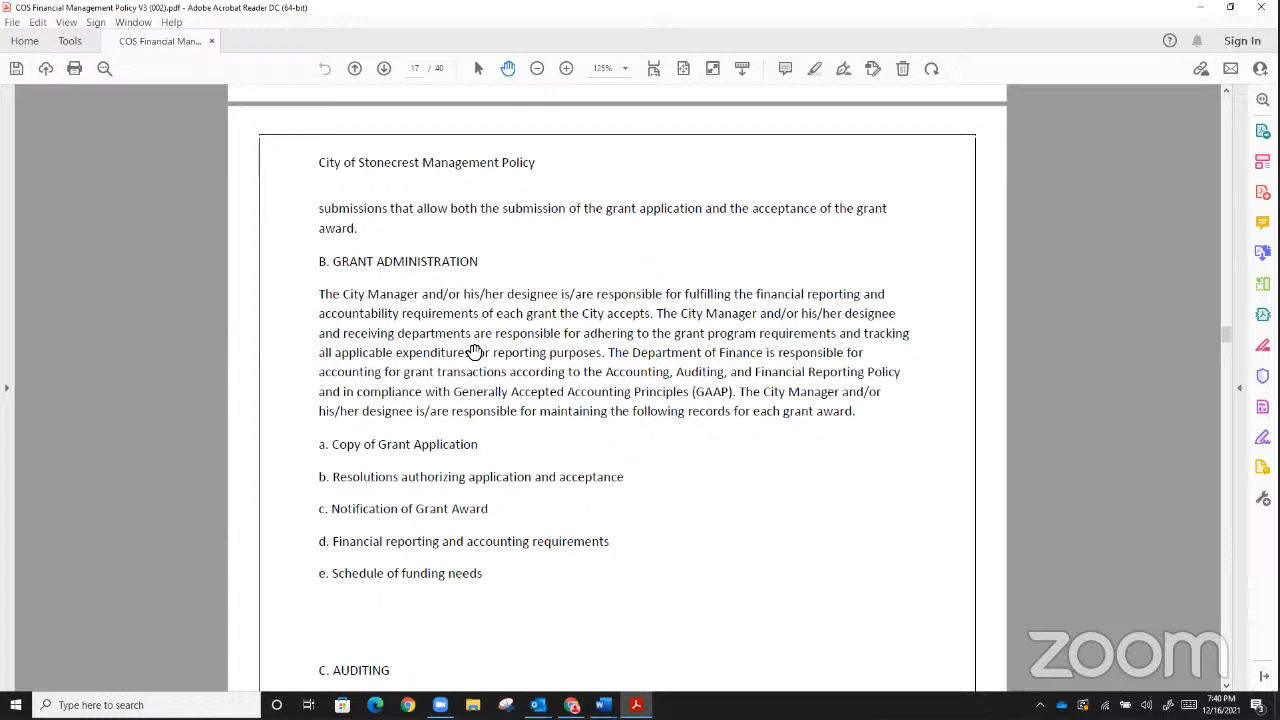 COS Financial Management Policy V3 (002).pdf - Adobe Acrobat Reader DC (64-bit)
File Edit View Sign Window Help
Home Tools COS Financial Man... × Sign In
17 / 40 125%
City of Stonecrest Management Policy
submissions that allow both the submission of the grant application and the acceptance of the grant
award.
B. GRANT ADMINISTRATION
The City Manager and/or his/her designee is/are responsible for fulfilling the financial reporting and
accountability requirements of each grant the City accepts. The City Manager and/or his/her designee
and receiving departments are responsible for adhering to the grant program requirements and tracking
all applicable expenditures for reporting purposes. The Department of Finance is responsible for
accounting for grant transactions according to the Accounting, Auditing, and Financial Reporting Policy
and in compliance with Generally Accepted Accounting Principles (GAAP). The City Manager and/or
his/her designee is/are responsible for maintaining the following records for each grant award.
a. Copy of Grant Application
b. Resolutions authorizing application and acceptance
c. Notification of Grant Award
d. Financial reporting and accounting requirements
e. Schedule of funding needs
C. AUDITING
zoom
Type here to search
7:40 PM
12/16/2021